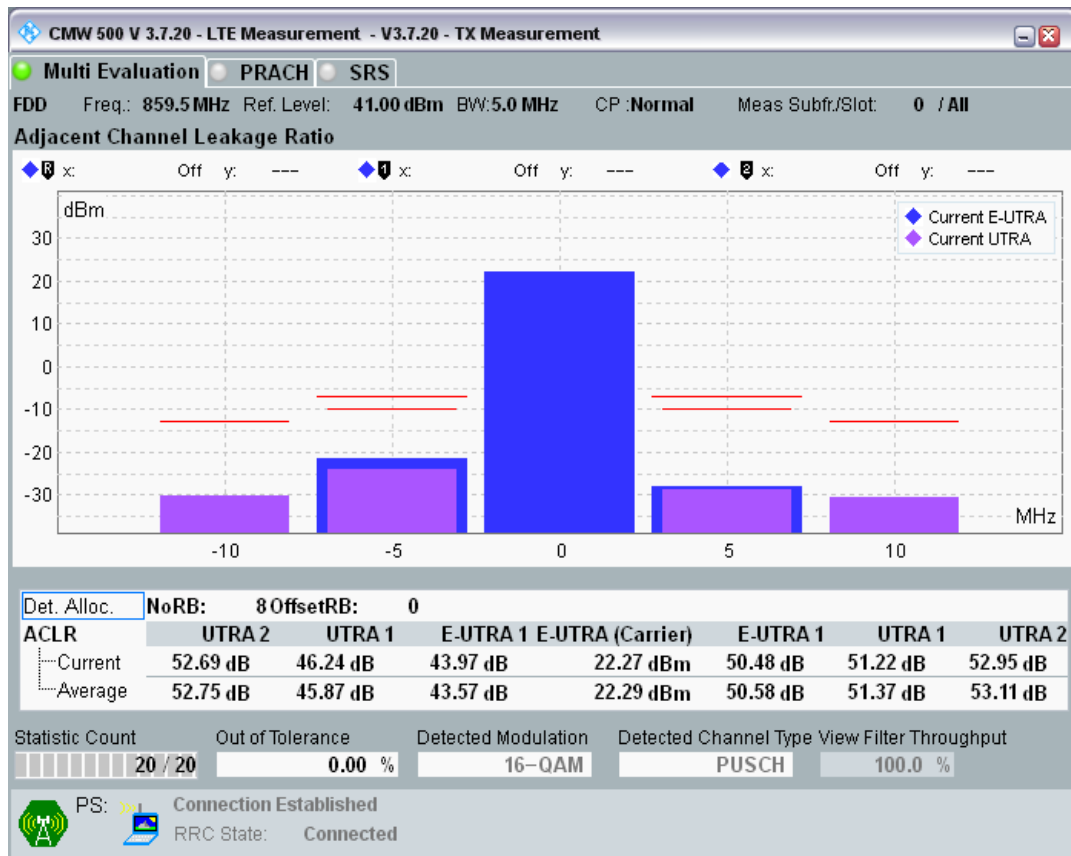 CMW 500 V 3.7.20 - LTE Measurement - V3.7.20 - TX Measurement
Multi Evaluation PRACH SRS
FDD Freq.: 859.5 MHz Ref. Level: 41.00 dBm BW:5.0 MHz CP :Normal Meas Subfr./Slot: 0 / All
Adjacent Channel Leakage Ratio
R x: Off y: --- 1 x: Off y: --- 2 x: Off y: ---
dBm
Current E-UTRA
Current UTRA
30
20
10
0
-10
-20
-30
MHz
-10 -5 0 5 10
Det. Alloc. NoRB: 8 OffsetRB: 0
ACLR UTRA 2 UTRA 1 E-UTRA 1 E-UTRA (Carrier) E-UTRA 1 UTRA 1 UTRA 2
Current 52.69 dB 46.24 dB 43.97 dB 22.27 dBm 50.48 dB 51.22 dB 52.95 dB
Average 52.75 dB 45.87 dB 43.57 dB 22.29 dBm 50.58 dB 51.37 dB 53.11 dB
Statistic Count Out of Tolerance Detected Modulation Detected Channel Type View Filter Throughput
20 / 20 0.00 % 16-QAM PUSCH 100.0 %
PS: Connection Established
RRC State: Connected